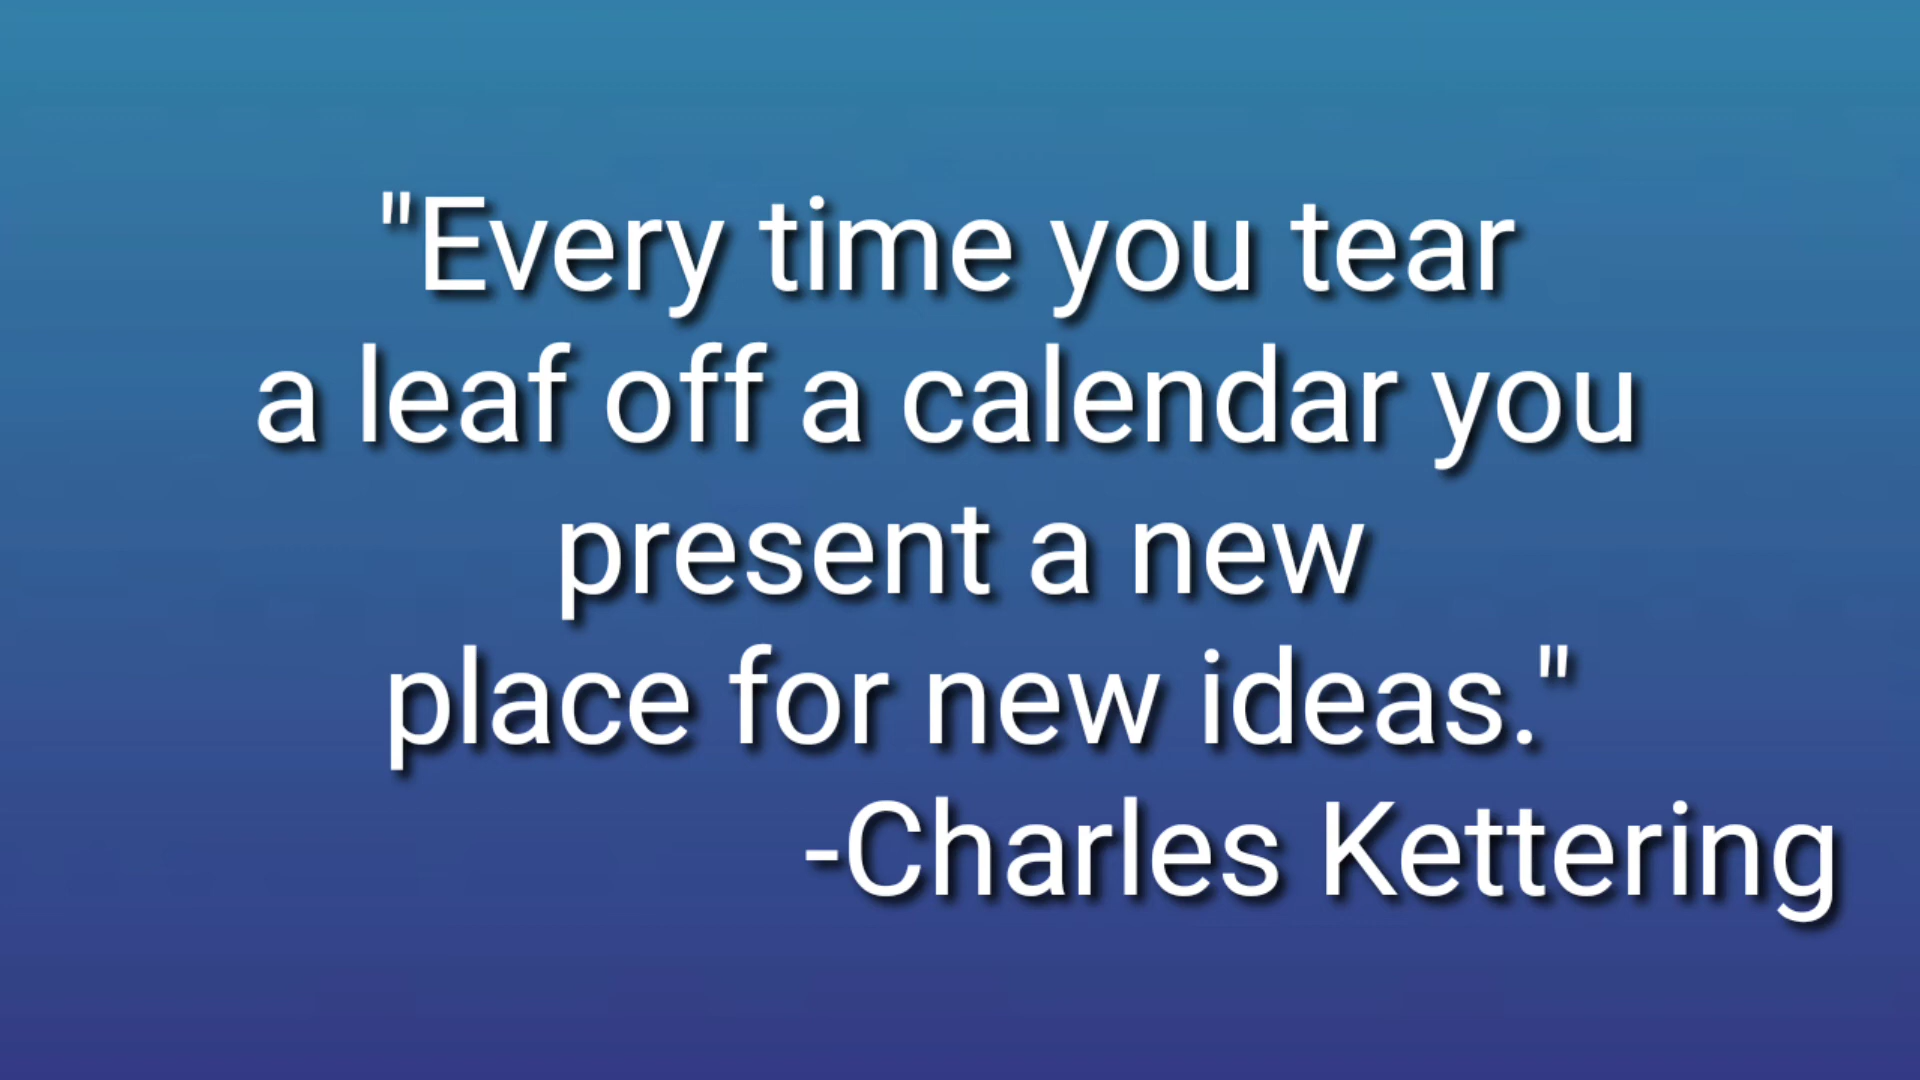 "Every time you tear
a leaf off a calendar you
present a new
place for new ideas."
-Charles Kettering